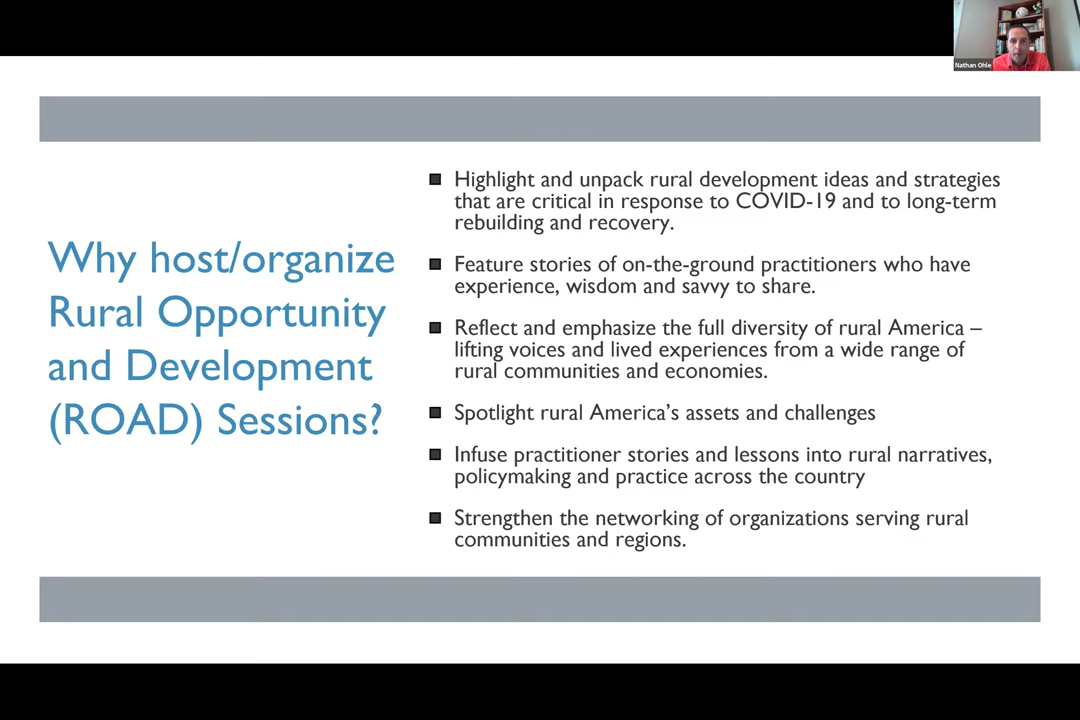 Nathan Ohle
Why host/organize
Rural Opportunity
and Development
(ROAD) Sessions?
Highlight and unpack rural development ideas and strategies
that are critical in response to COVID-19 and to long-term
rebuilding and recovery.
Feature stories of on-the-ground practitioners who have
experience, wisdom and savvy to share.
Reflect and emphasize the full diversity of rural America –
lifting voices and lived experiences from a wide range of
rural communities and economies.
Spotlight rural America’s assets and challenges
Infuse practitioner stories and lessons into rural narratives,
policymaking and practice across the country
Strengthen the networking of organizations serving rural
communities and regions.